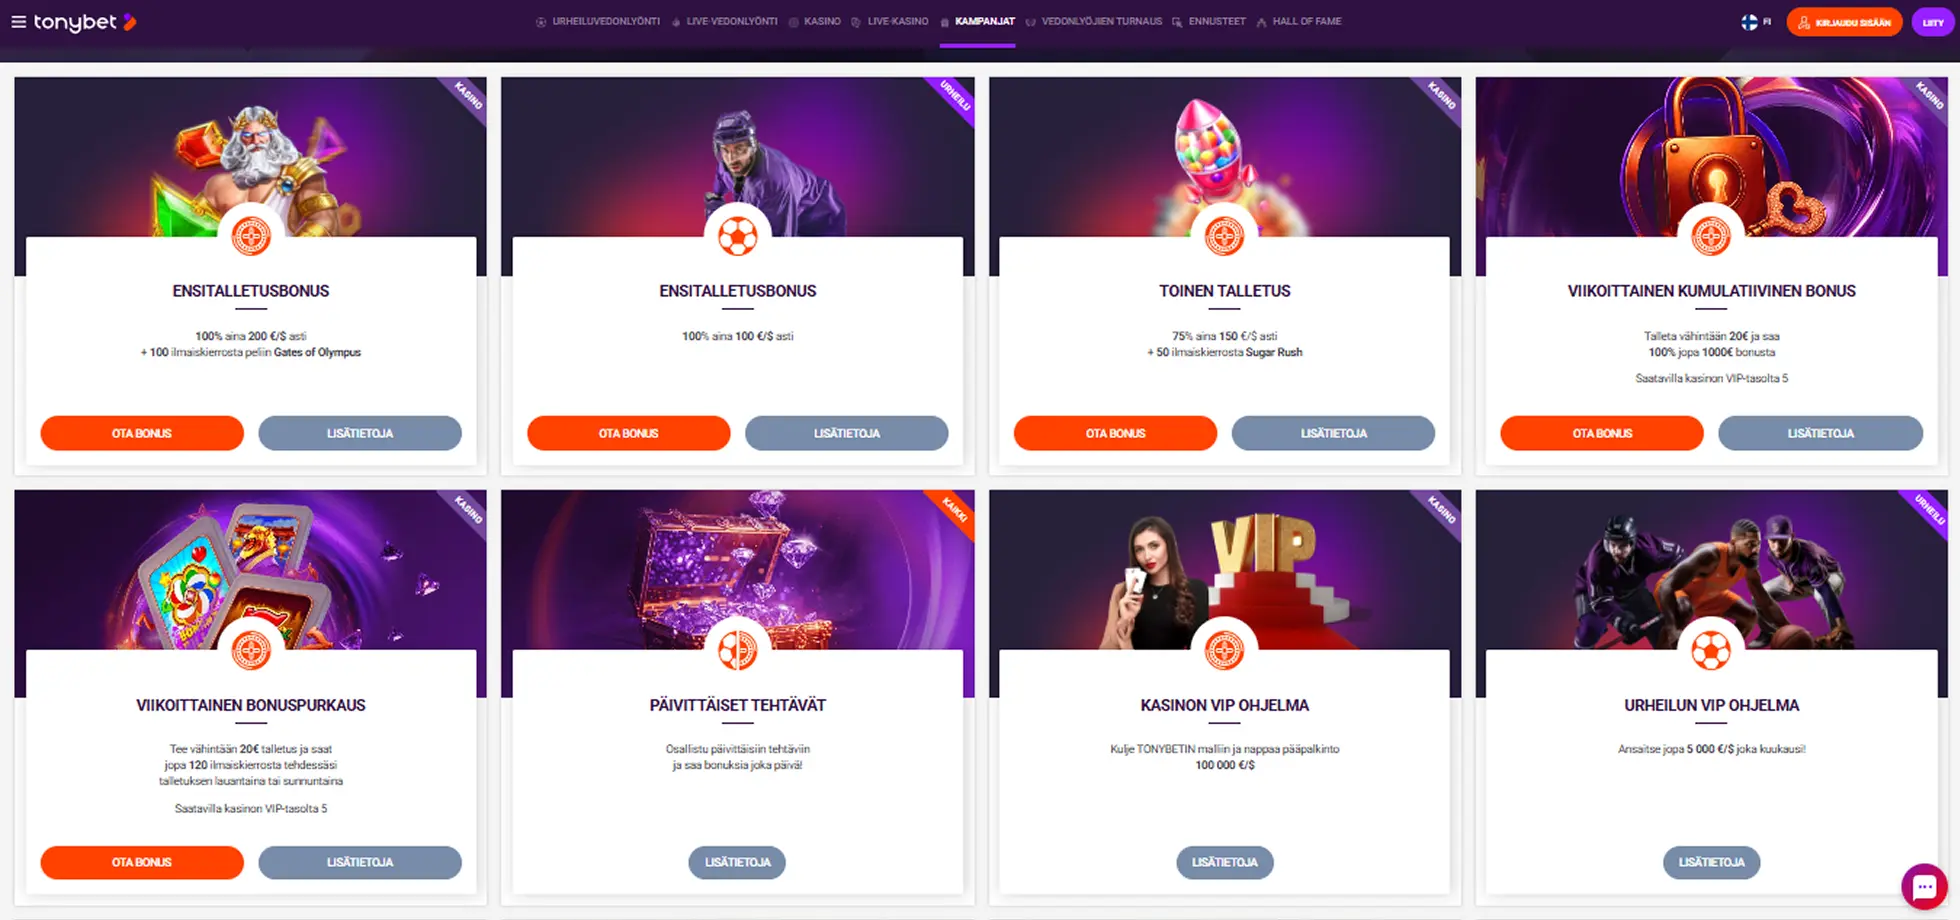 tonybet
URHEILUVEDONLYÖNTI
LIVE-VEDONLYÖNTI
KASINO
LIVE-KASINO
KAMPANJAT
VEDONLYÖJIEN TURNAUS
ENNUSTEET
HALL OF FAME
FI
KIRJAUDU SISÄÄN
LIITY
KASINO
ENSITALLETUSBONUS
100% aina 200 €/$ asti
+ 100 ilmaiskierrosta peliin Gates of Olympus
OTA BONUS
LISÄTIETOJA
URHEILU
ENSITALLETUSBONUS
100% aina 100 €/$ asti
OTA BONUS
LISÄTIETOJA
KASINO
TOINEN TALLETUS
75% aina 150 €/$ asti
+ 50 ilmaiskierrosta Sugar Rush
OTA BONUS
LISÄTIETOJA
KASINO
VIIKOITTAINEN KUMULATIIVINEN BONUS
Talleta vähintään 20€ ja saa
100% jopa 1000€ bonusta
Saatavilla kasinon VIP-tasolta 5
OTA BONUS
LISÄTIETOJA
KASINO
VIIKOITTAINEN BONUSPURKAUS
Tee vähintään 20€ talletus ja saat
jopa 120 ilmaiskierrosta tehdessäsi
talletuksen lauantaina tai sunnuntaina
Saatavilla kasinon VIP-tasolta 5
OTA BONUS
LISÄTIETOJA
KAIKKI
PÄIVITTÄISET TEHTÄVÄT
Osallistu päivittäisiin tehtäviin
ja saa bonuksia joka päivä!
LISÄTIETOJA
KASINO
VIP
KASINON VIP OHJELMA
Kulje TONYBETIN malliin ja nappaa pääpalkinto
100 000 €/$
LISÄTIETOJA
URHEILU
URHEILUN VIP OHJELMA
Ansaitse jopa 5 000 €/$ joka kuukausi!
LISÄTIETOJA